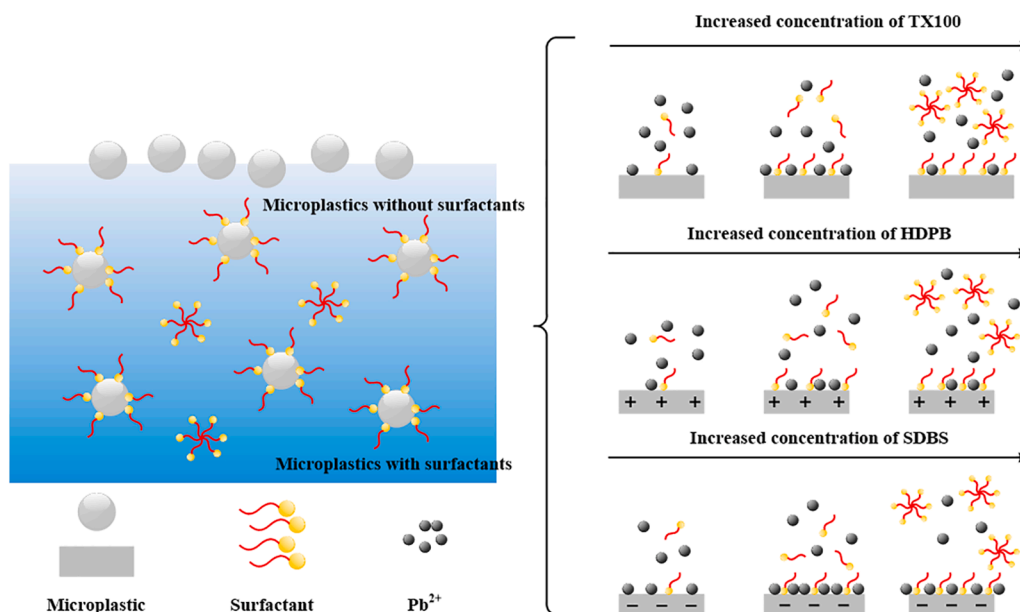 Increased concentration of TX100
Microplastics without surfactants
Increased concentration of HDPB
+ + +
+ + +
+ + +
Increased concentration of SDBS
Microplastics with surfactants
− − −
− − −
− − −
Microplastic
Surfactant
Pb²⁺